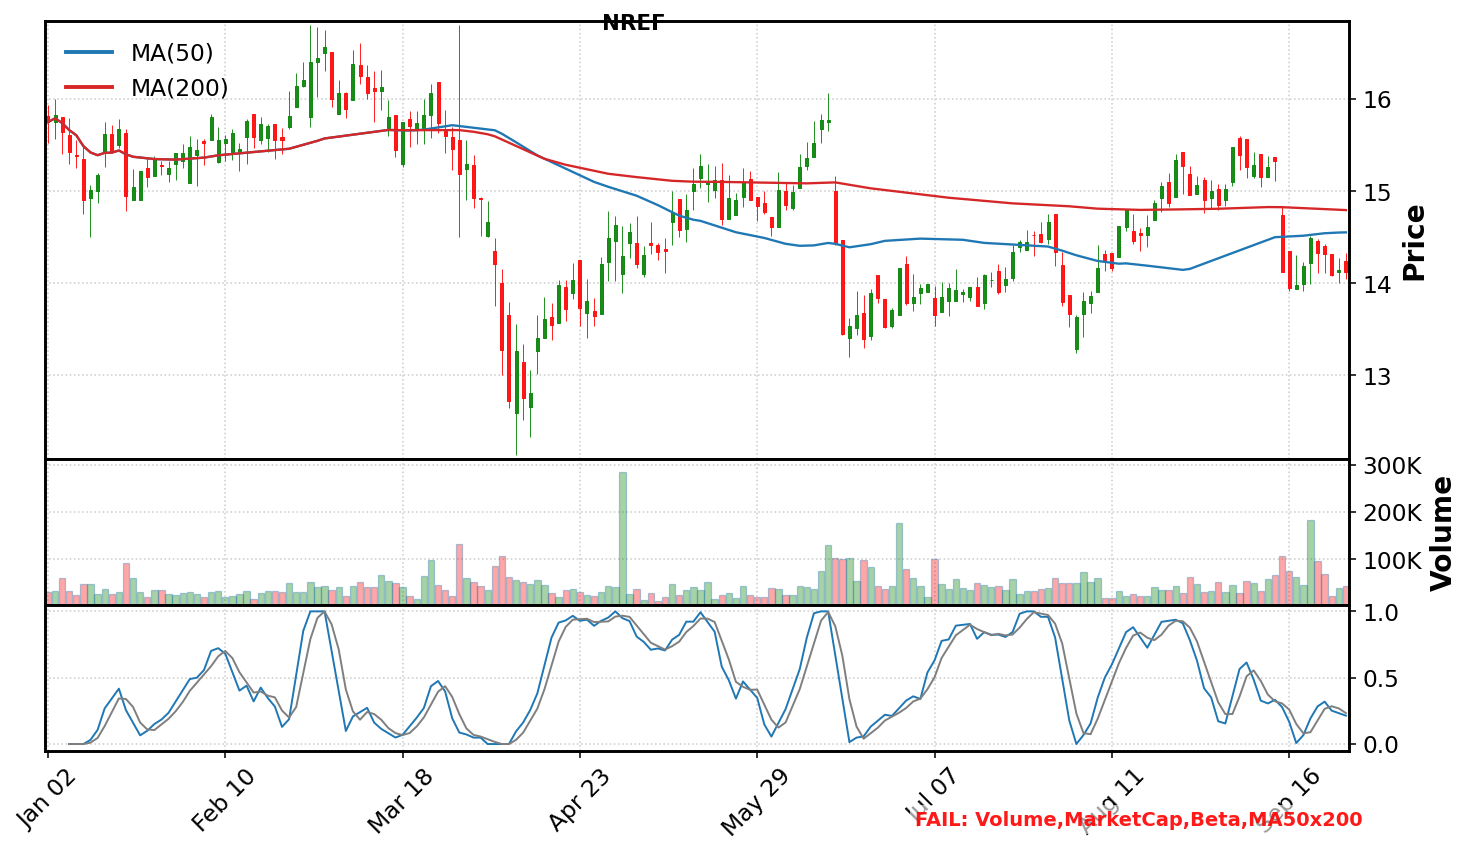 NREF
MA(50)
MA(200)
16
15
14
13
Price
300K
200K
100K
Volume
1.0
0.5
0.0
Jan 02
Feb 10
Mar 18
Apr 23
May 29
Jul 07
Aug 11
Sep 16
FAIL: Volume,MarketCap,Beta,MA50x200